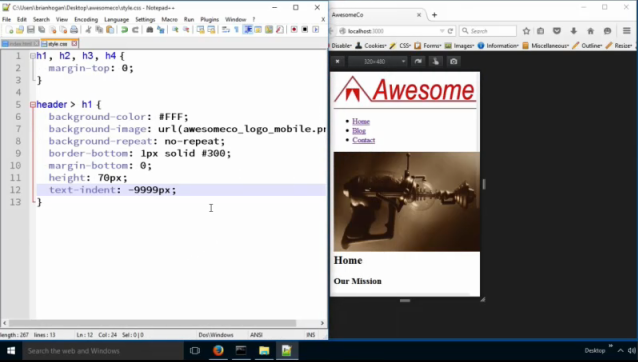 C:\Users\brianhogan\Desktop\awesomeco\style.css - Notepad++
File Edit Search View Encoding Language Settings Macro Run Plugins Window ?
index.html style.css
1 h1, h2, h3, h4 {
2 margin-top: 0;
3 }
4
5 header > h1 {
6 background-color: #FFF;
7 background-image: url(awesomeco_logo_mobile.pn
8 background-repeat: no-repeat;
9 border-bottom: 1px solid #300;
10 margin-bottom: 0;
11 height: 70px;
12 text-indent: -9999px;
13 }
length : 267 lines : 13 Ln : 12 Col : 24 Sel : 0 | 0 Dos\Windows ANSI INS
AwesomeCo
localhost:3000
Search
Disable Cookies CSS Forms Images Information Miscellaneous Outline Resize
320×480
Awesome
Home
Blog
Contact
Home
Our Mission
Search the web and Windows
Desktop